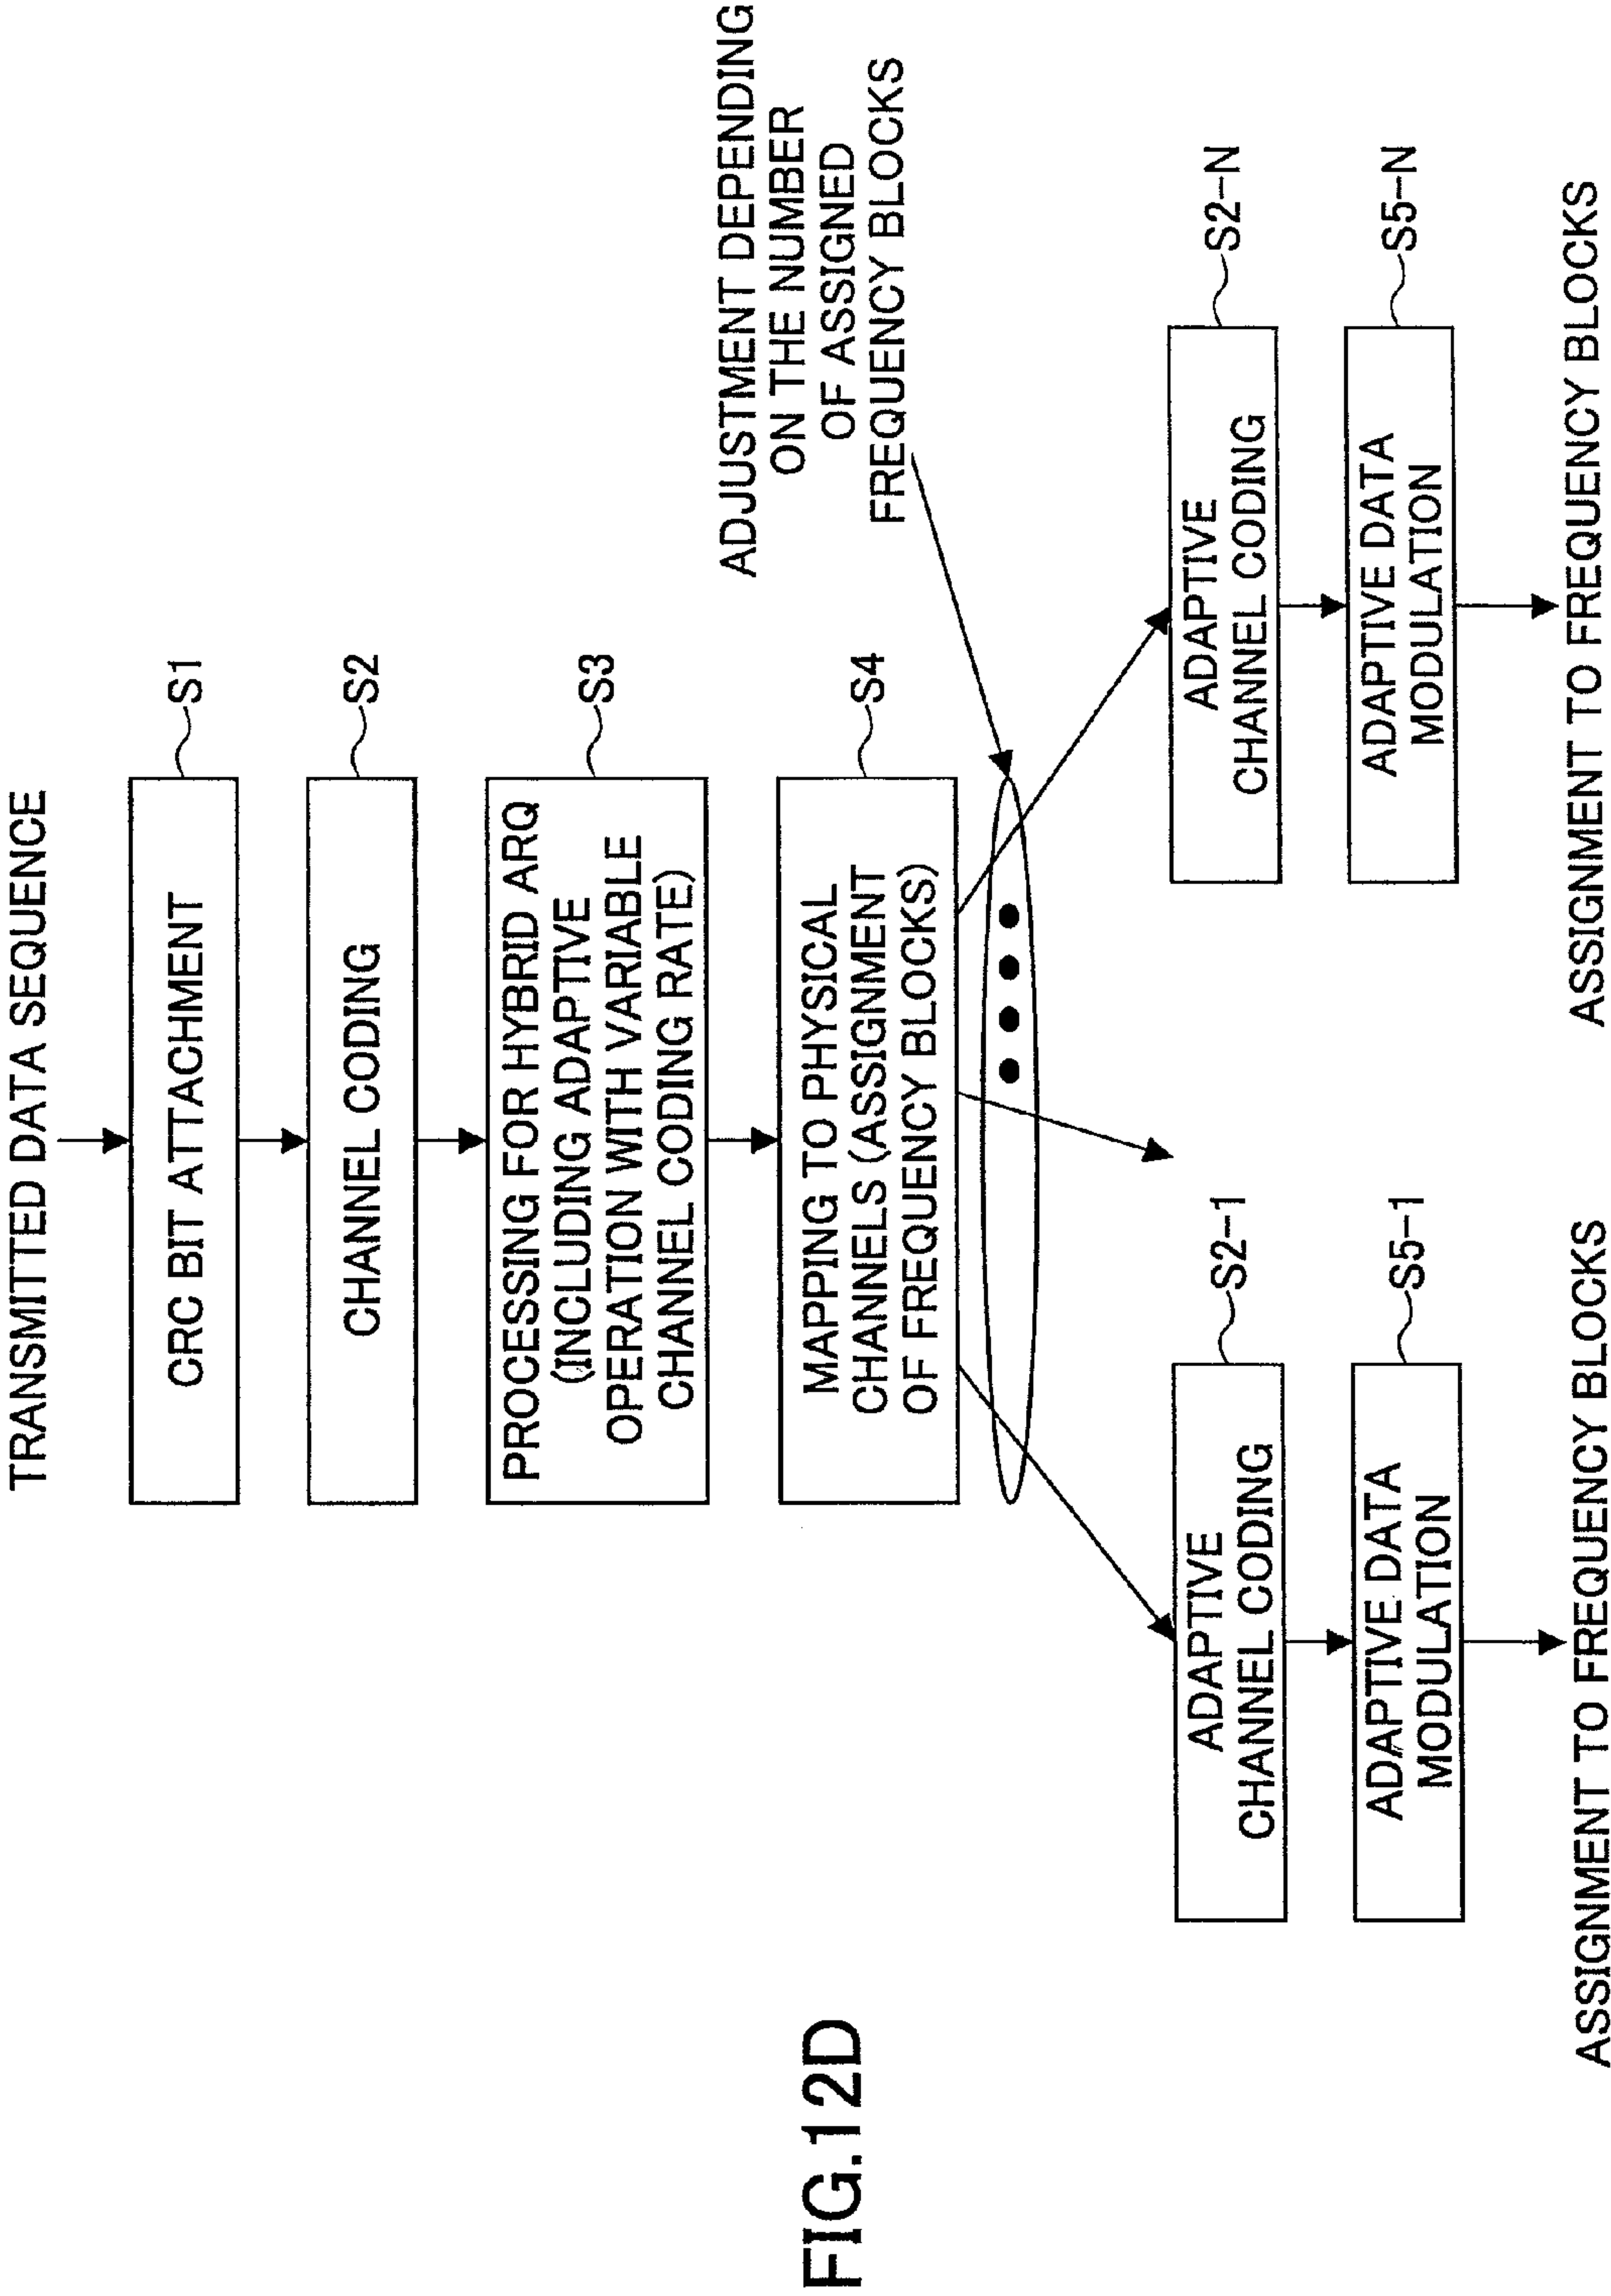 FIG.12D
TRANSMITTED DATA SEQUENCE
CRC BIT ATTACHMENT
S1
CHANNEL CODING
S2
PROCESSING FOR HYBRID ARQ
(INCLUDING ADAPTIVE
OPERATION WITH VARIABLE
CHANNEL CODING RATE)
S3
MAPPING TO PHYSICAL
CHANNELS (ASSIGNMENT
OF FREQUENCY BLOCKS)
S4
ADJUSTMENT DEPENDING
ON THE NUMBER
OF ASSIGNED
FREQUENCY BLOCKS
ADAPTIVE
CHANNEL CODING
S2-1
ADAPTIVE DATA
MODULATION
S5-1
ASSIGNMENT TO FREQUENCY BLOCKS
ADAPTIVE
CHANNEL CODING
S2-N
ADAPTIVE DATA
MODULATION
S5-N
ASSIGNMENT TO FREQUENCY BLOCKS